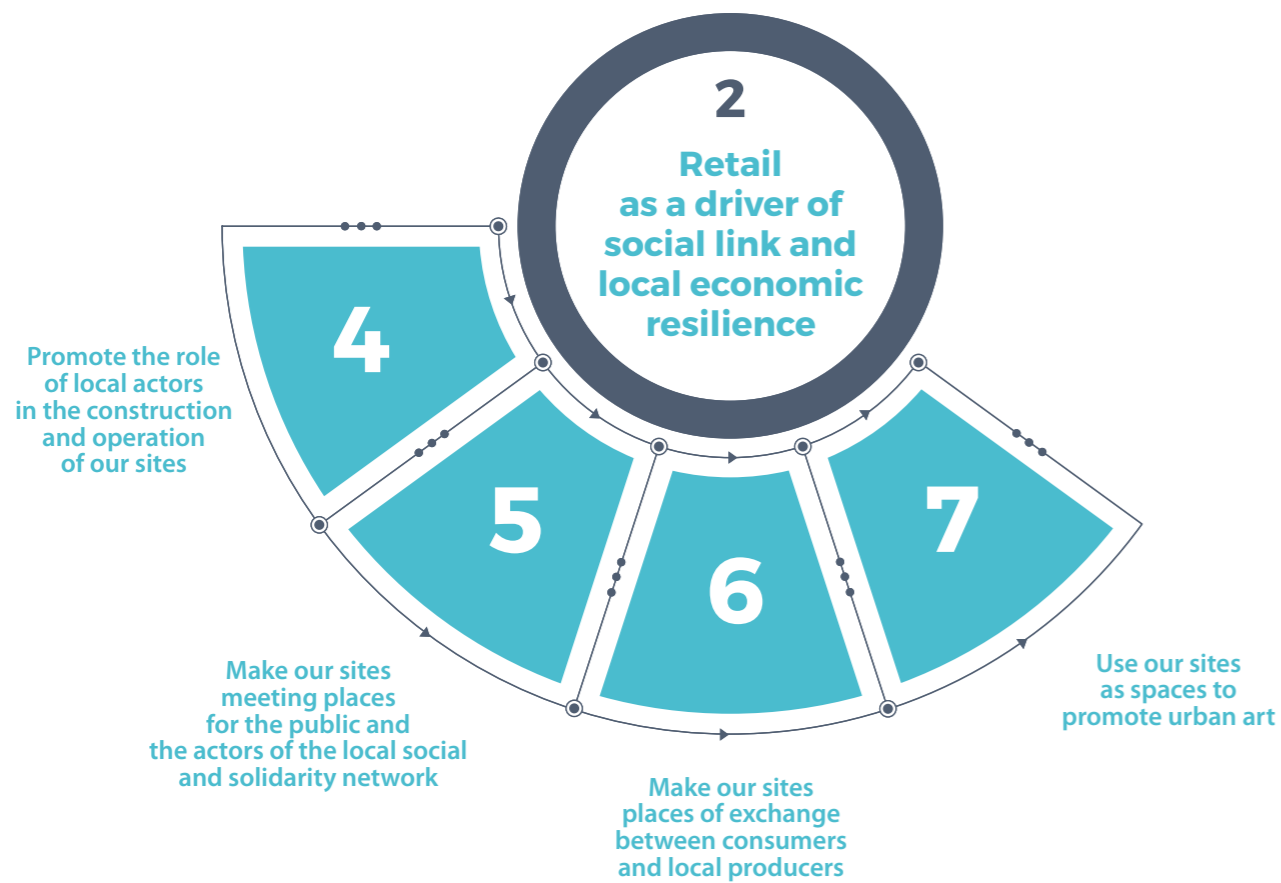 2
Retail
as a driver of
social link and
local economic
resilience
4
Promote the role
of local actors
in the construction
and operation
of our sites
5
Make our sites
meeting places
for the public and
the actors of the local social
and solidarity network
6
Make our sites
places of exchange
between consumers
and local producers
7
Use our sites
as spaces to
promote urban art